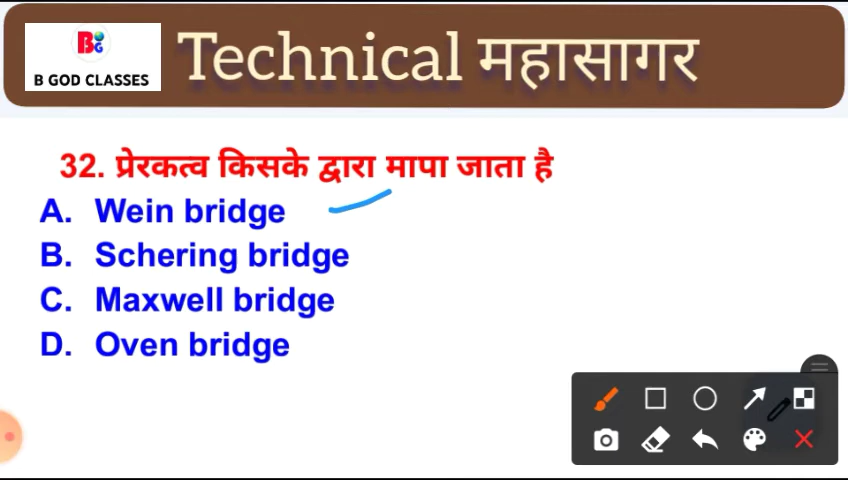 B GOD CLASSES
Technical महासागर
32. प्रेरकत्व किसके द्वारा मापा जाता है
A. Wein bridge
B. Schering bridge
C. Maxwell bridge
D. Oven bridge